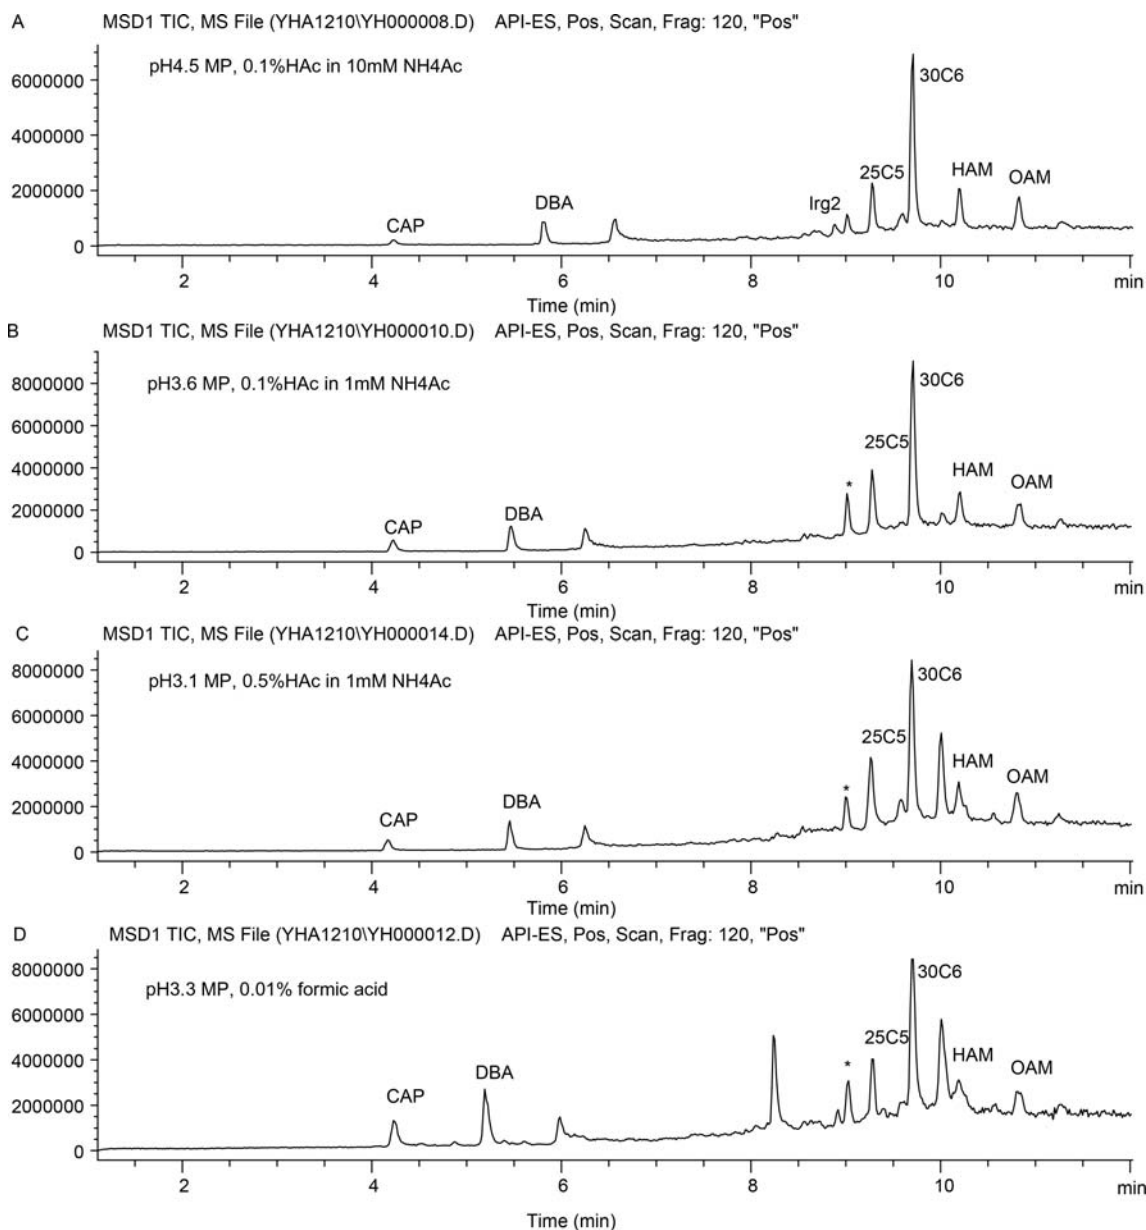 A MSD1 TIC, MS File (YHA1210\YH000008.D) API-ES, Pos, Scan, Frag: 120, "Pos"
pH4.5 MP, 0.1%HAc in 10mM NH4Ac
6000000
4000000
2000000
0
CAP
DBA
Irg2
25C5
30C6
HAM
OAM
2 4 6 8 10 min
Time (min)
B MSD1 TIC, MS File (YHA1210\YH000010.D) API-ES, Pos, Scan, Frag: 120, "Pos"
pH3.6 MP, 0.1%HAc in 1mM NH4Ac
8000000
6000000
4000000
2000000
0
CAP
DBA
*
25C5
30C6
HAM
OAM
2 4 6 8 10 min
Time (min)
C MSD1 TIC, MS File (YHA1210\YH000014.D) API-ES, Pos, Scan, Frag: 120, "Pos"
pH3.1 MP, 0.5%HAc in 1mM NH4Ac
8000000
6000000
4000000
2000000
0
CAP
DBA
*
25C5
30C6
HAM
OAM
2 4 6 8 10 min
Time (min)
D MSD1 TIC, MS File (YHA1210\YH000012.D) API-ES, Pos, Scan, Frag: 120, "Pos"
pH3.3 MP, 0.01% formic acid
8000000
6000000
4000000
2000000
0
CAP
DBA
*
25C5
30C6
HAM
OAM
2 4 6 8 10 min
Time (min)